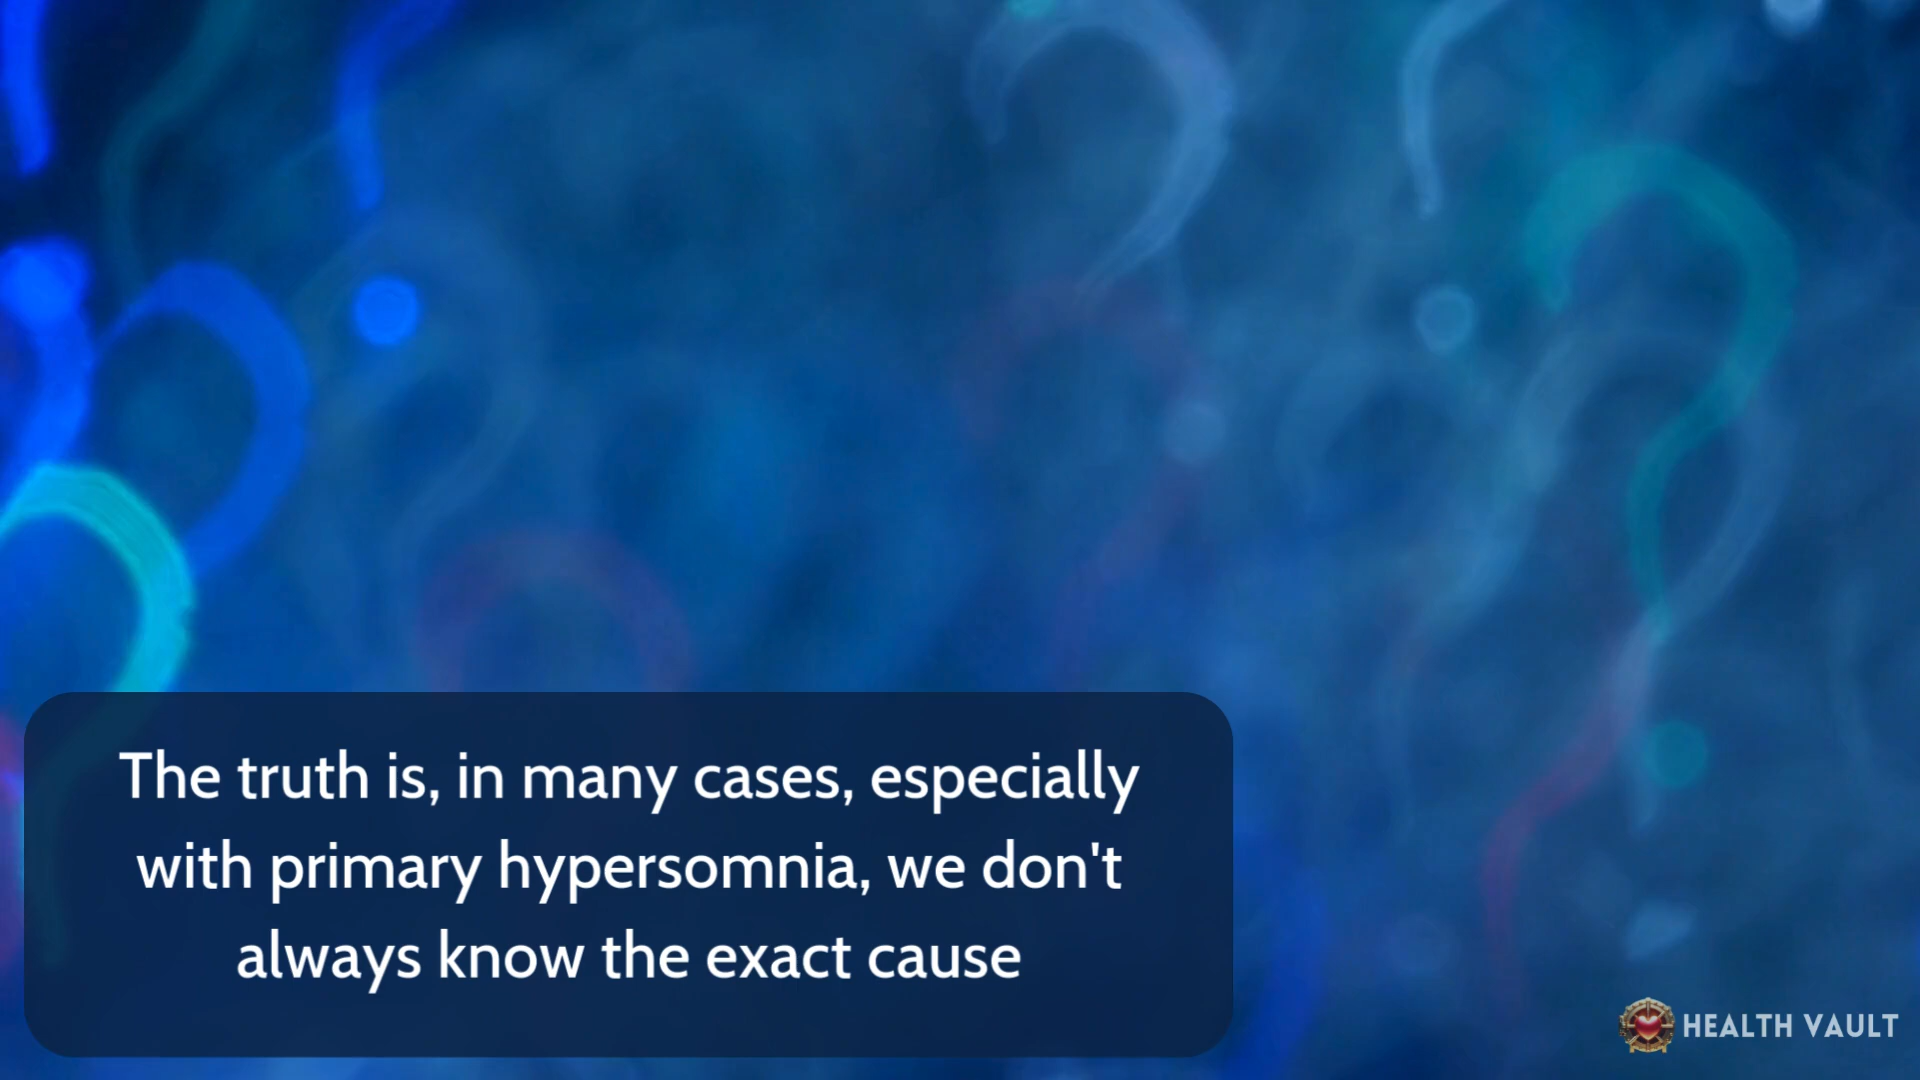 The truth is, in many cases, especially
with primary hypersomnia, we don't
always know the exact cause
HEALTH VAULT